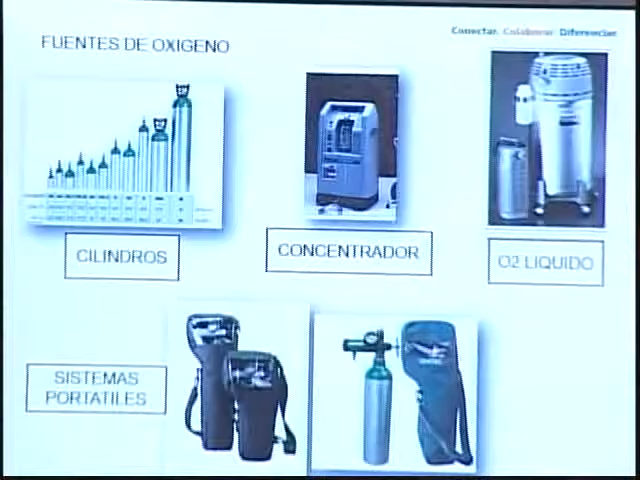 Conectar. Colaborar. Diferenciar
FUENTES DE OXIGENO
CILINDROS
CONCENTRADOR
O2 LIQUIDO
SISTEMAS
PORTATILES